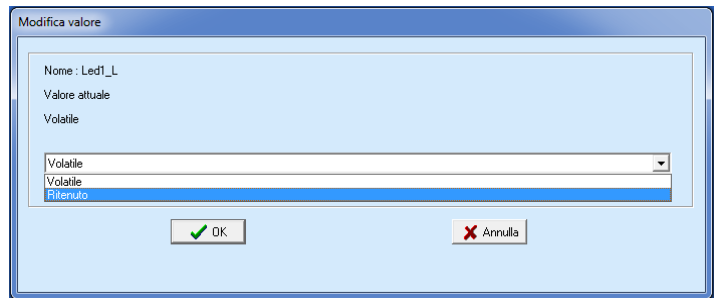 Modifica valore
Nome : Led1_L
Valore attuale
Volatile
Volatile
Volatile
Ritenuto
OK
Annulla